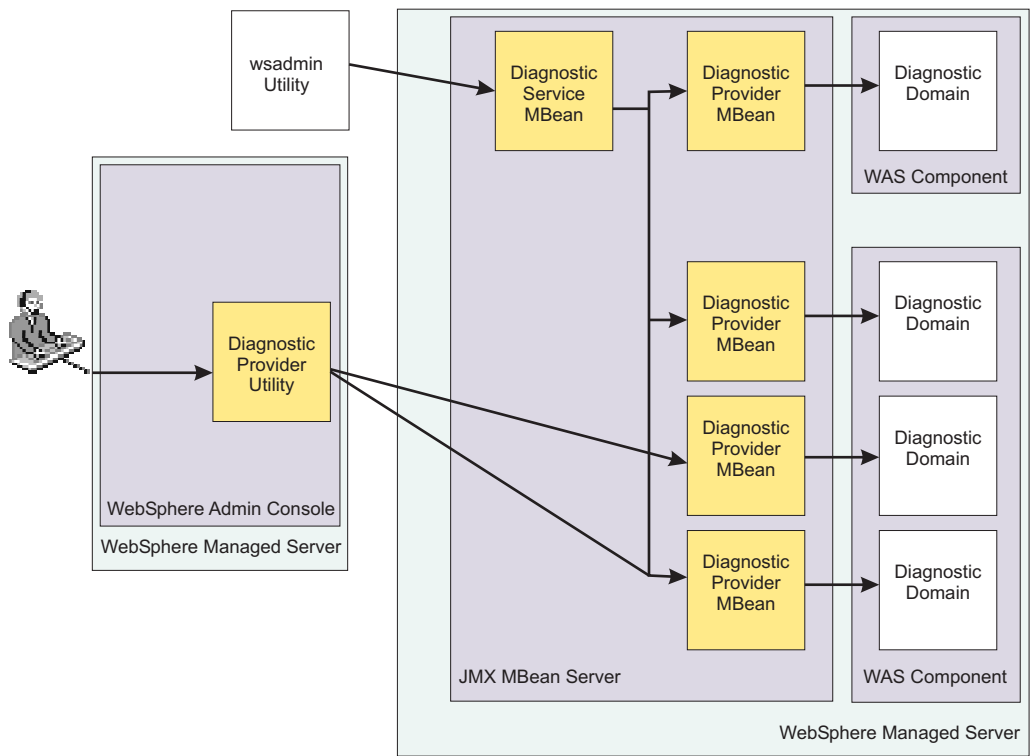 wsadmin
Utility
Diagnostic
Service
MBean
Diagnostic
Provider
MBean
Diagnostic
Domain
WAS Component
Diagnostic
Provider
MBean
Diagnostic
Domain
Diagnostic
Provider
Utility
WebSphere Admin Console
WebSphere Managed Server
Diagnostic
Provider
MBean
Diagnostic
Domain
Diagnostic
Provider
MBean
Diagnostic
Domain
JMX MBean Server
WAS Component
WebSphere Managed Server